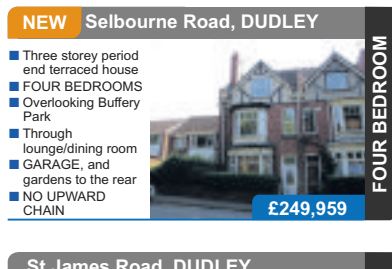 NEW Selbourne Road, DUDLEY
Three storey period
end terraced house
FOUR BEDROOMS
Overlooking Buffery
Park
Through
lounge/dining room
GARAGE, and
gardens to the rear
NO UPWARD
CHAIN
£249,959
FOUR BEDROOM
St James Road, DUDLEY